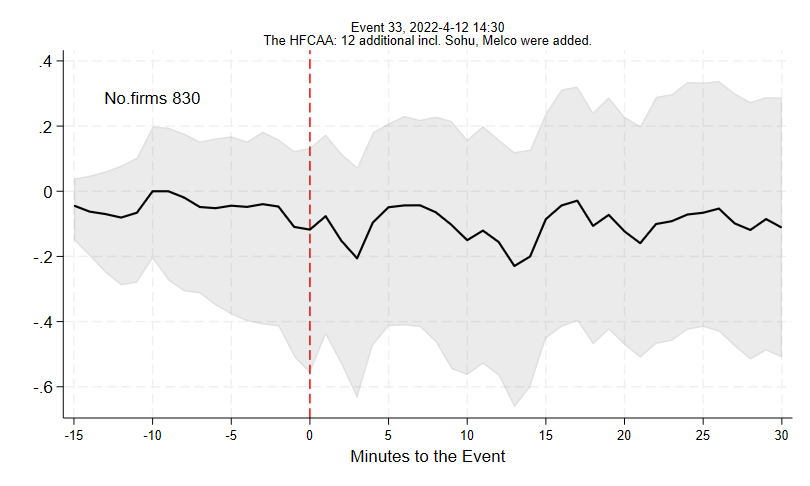 Event 33, 2022-4-12 14:30
The HFCAA: 12 additional incl. Sohu, Melco were added.
No.firms 830
.4
.2
0
-.2
-.4
-.6
-15 -10 -5 0 5 10 15 20 25 30
Minutes to the Event